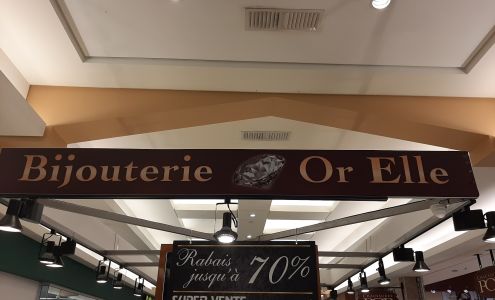 Bijouterie Or Elle
Rabais
jusqu'à 70%
SUPER VENTE